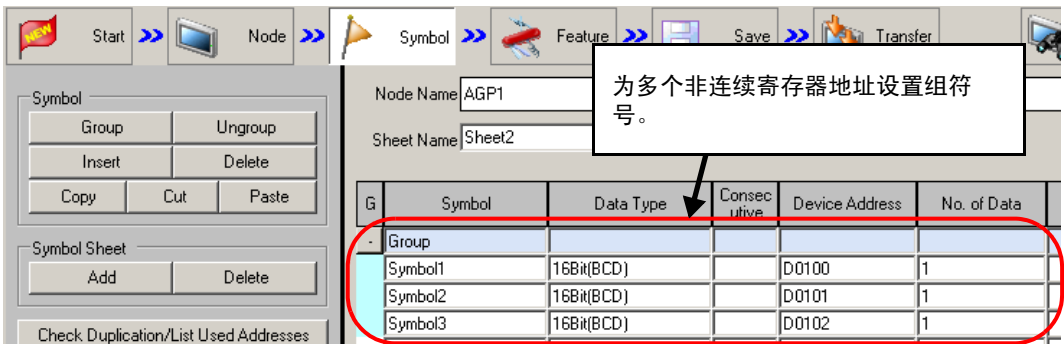 NEW
Start Node Symbol Feature Save Transfer
为多个非连续寄存器地址设置组符
号。
Node Name AGP1
Sheet Name Sheet2
Symbol
Group Ungroup
Insert Delete
Copy Cut Paste
Symbol Sheet
Add Delete
Check Duplication/List Used Addresses
G Symbol Data Type Consec
utive Device Address No. of Data
- Group
Symbol1 16Bit(BCD) D0100 1
Symbol2 16Bit(BCD) D0101 1
Symbol3 16Bit(BCD) D0102 1